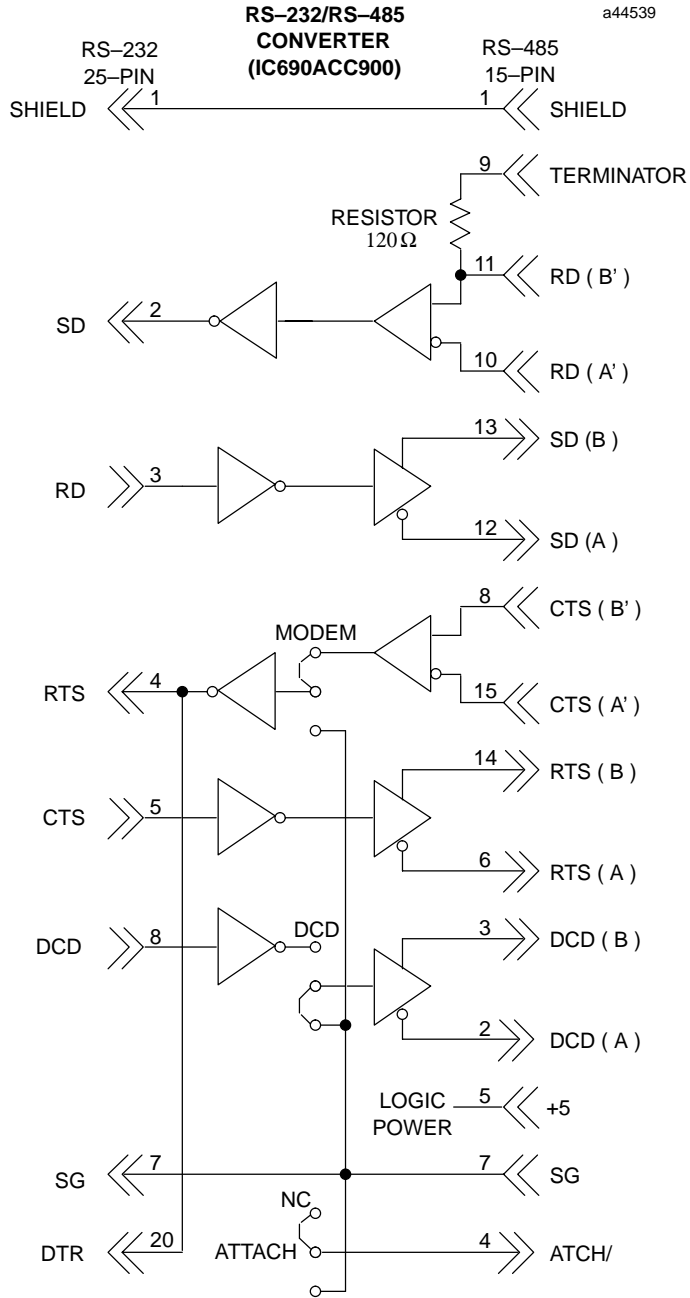 RS–232/RS–485
CONVERTER
(IC690ACC900)
a44539
RS–232
25–PIN
RS–485
15–PIN
SHIELD 1 1 SHIELD
9 TERMINATOR
RESISTOR
120Ω
11 RD ( B' )
SD 2
10 RD ( A' )
13 SD (B )
RD 3
12 SD (A )
8 CTS ( B' )
MODEM
RTS 4
15 CTS ( A' )
14 RTS ( B )
CTS 5
6 RTS ( A )
3 DCD ( B )
DCD 8 DCD
2 DCD ( A )
LOGIC
POWER
5 +5
SG 7 7 SG
NC
DTR 20 ATTACH 4 ATCH/